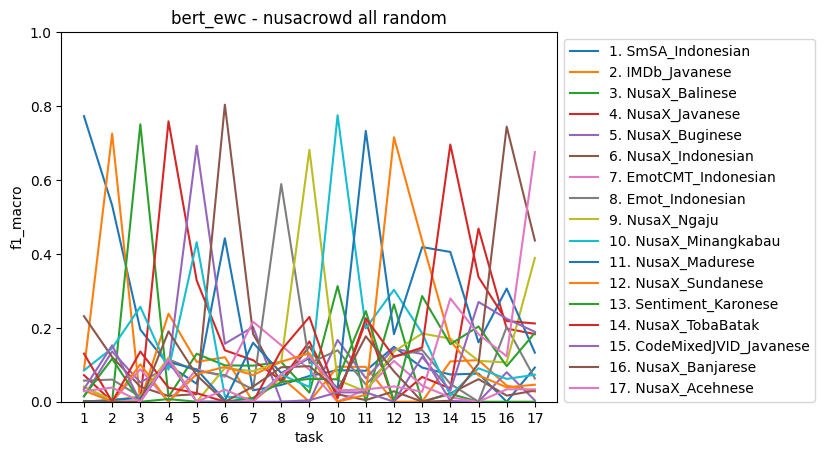 bert_ewc - nusacrowd all random
1.0
0.8
0.6
0.4
0.2
0.0
f1_macro
1 2 3 4 5 6 7 8 9 10 11 12 13 14 15 16 17
task
1. SmSA_Indonesian
2. IMDb_Javanese
3. NusaX_Balinese
4. NusaX_Javanese
5. NusaX_Buginese
6. NusaX_Indonesian
7. EmotCMT_Indonesian
8. Emot_Indonesian
9. NusaX_Ngaju
10. NusaX_Minangkabau
11. NusaX_Madurese
12. NusaX_Sundanese
13. Sentiment_Karonese
14. NusaX_TobaBatak
15. CodeMixedJVID_Javanese
16. NusaX_Banjarese
17. NusaX_Acehnese